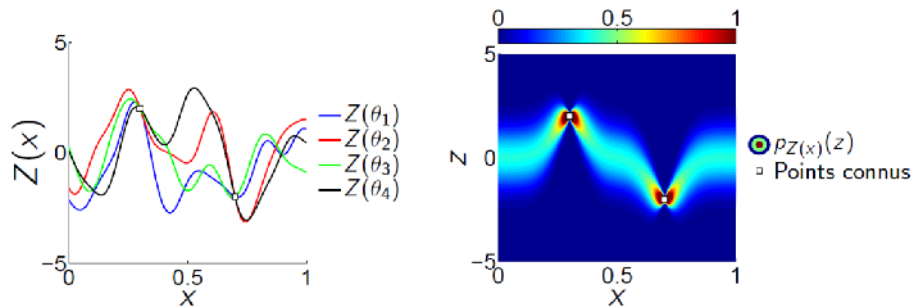 5
0
−5
Z(x)
0
0.5
1
x
Z(θ₁)
Z(θ₂)
Z(θ₃)
Z(θ₄)
0
0.5
1
5
0
−5
z
0
0.5
1
x
p_{Z(x)}(z)
Points connus